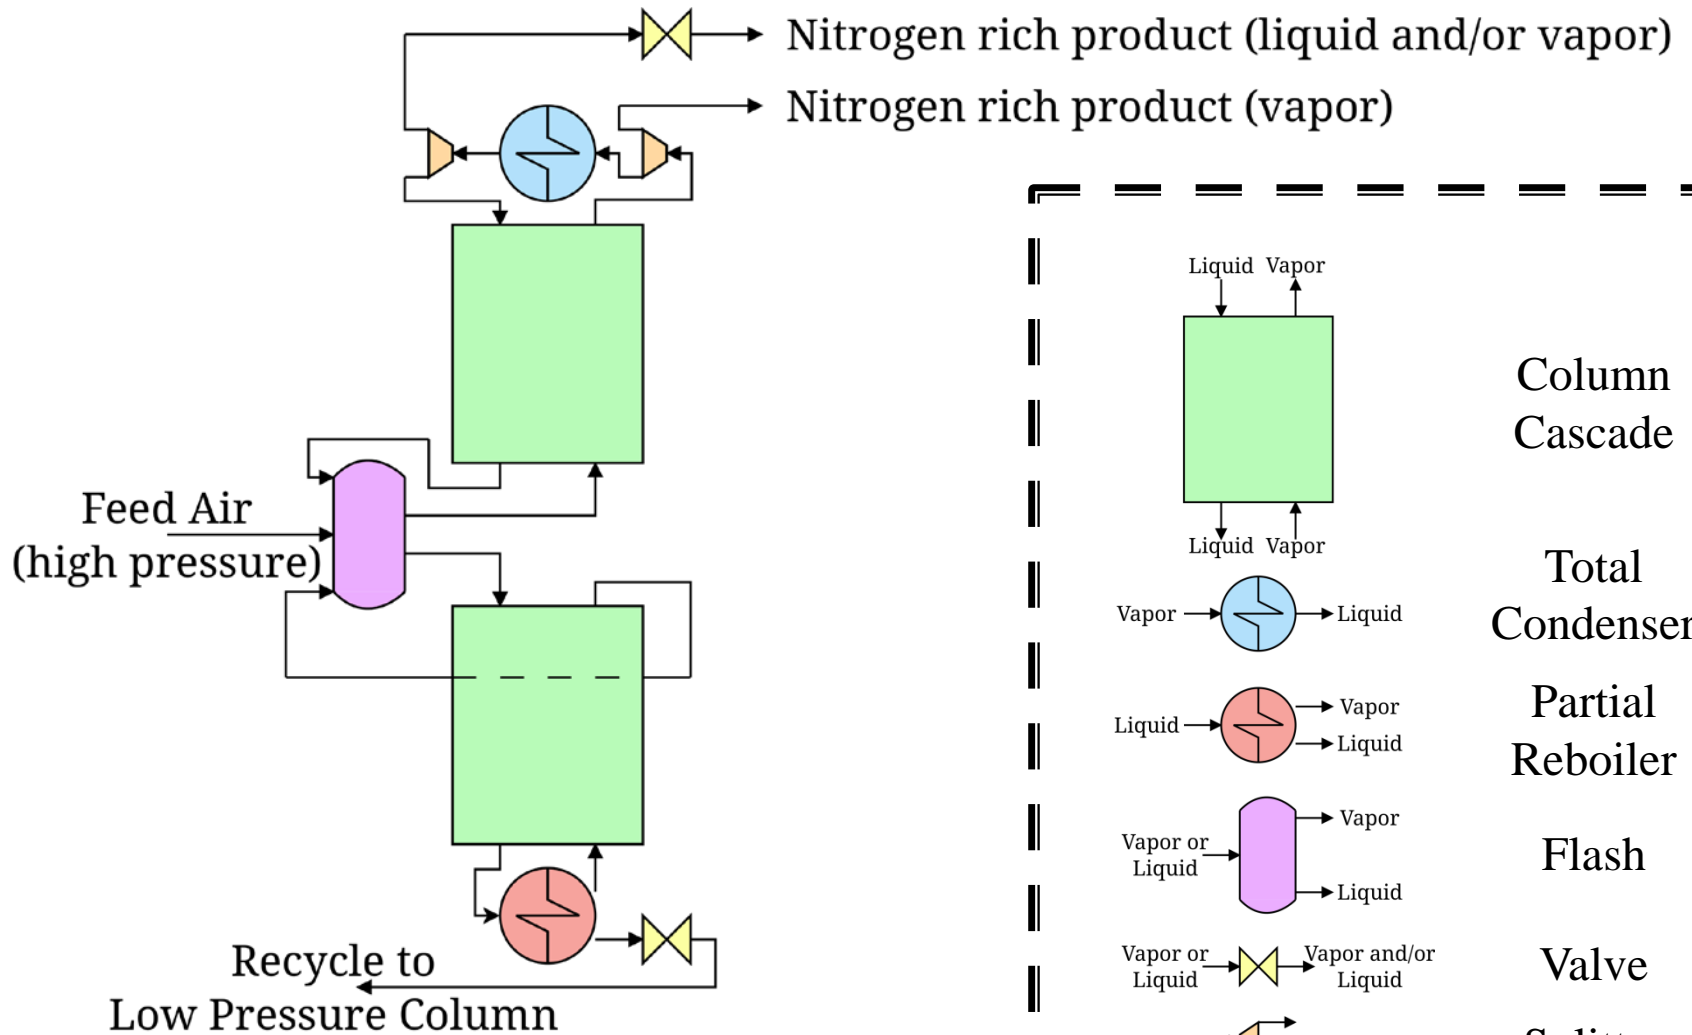 Nitrogen rich product (liquid and/or vapor)
Nitrogen rich product (vapor)
Feed Air
(high pressure)
Recycle to
Low Pressure Column
Liquid Vapor
Liquid Vapor
Column
Cascade
Vapor
Liquid
Total
Condenser
Liquid
Vapor
Liquid
Partial
Reboiler
Vapor or
Liquid
Vapor
Liquid
Flash
Vapor or
Liquid
Vapor and/or
Liquid
Valve